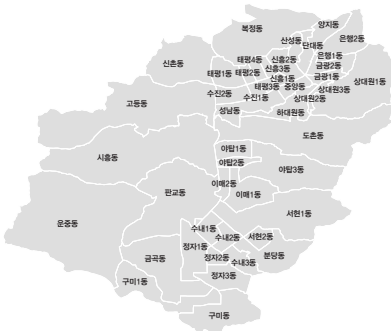 복정동
양지동
산성동
은행2동
단대동
신촌동
태평4동
신흥2동
은행1동
신흥3동
금광2동
태평1동
태평2동
신흥1동
금광1동
상대원1동
태평3동
중앙동
수진2동
수진1동
상대원3동
상대원2동
고등동
성남동
하대원동
도촌동
야탑1동
시흥동
야탑2동
야탑3동
판교동
이매2동
이매1동
서현1동
운중동
수내1동
수내2동
서현2동
정자1동
금곡동
정자2동
수내3동
분당동
구미1동
정자3동
구미동